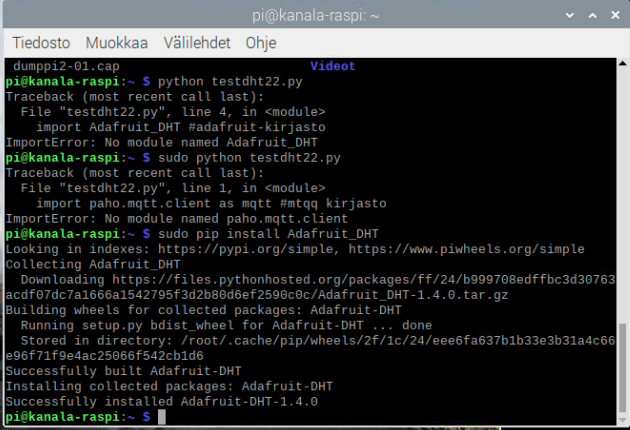 pi@kanala-raspi: ~
Tiedosto Muokkaa Välilehdet Ohje
dumppi2-01.cap Videot
pi@kanala-raspi:~ $ python testdht22.py
Traceback (most recent call last):
File "testdht22.py", line 4, in <module>
import Adafruit_DHT #adafruit-kirjasto
ImportError: No module named Adafruit_DHT
pi@kanala-raspi:~ $ sudo python testdht22.py
Traceback (most recent call last):
File "testdht22.py", line 1, in <module>
import paho.mqtt.client as mqtt #mtqq kirjasto
ImportError: No module named paho.mqtt.client
pi@kanala-raspi:~ $ sudo pip install Adafruit_DHT
Looking in indexes: https://pypi.org/simple, https://www.piwheels.org/simple
Collecting Adafruit_DHT
Downloading https://files.pythonhosted.org/packages/ff/24/b999708edffbc3d30763
acdf07dc7a1666a1542795f3d2b80d6ef2590c0c/Adafruit_DHT-1.4.0.tar.gz
Building wheels for collected packages: Adafruit-DHT
Running setup.py bdist_wheel for Adafruit-DHT ... done
Stored in directory: /root/.cache/pip/wheels/2f/1c/24/eee6fa637b1b33e3b31a4c66
e96f71f9e4ac25066f542cb1d6
Successfully built Adafruit-DHT
Installing collected packages: Adafruit-DHT
Successfully installed Adafruit-DHT-1.4.0
pi@kanala-raspi:~ $